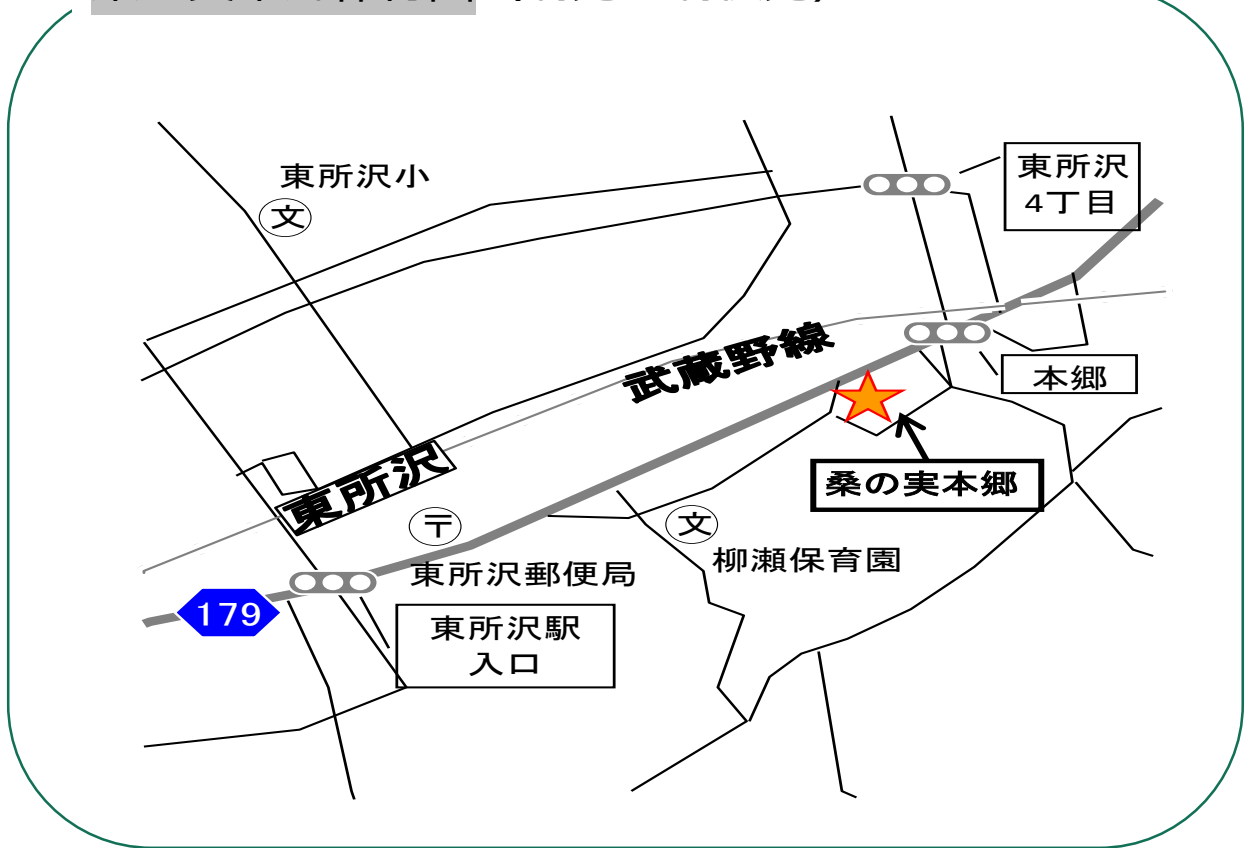 東所沢小
文
東所沢
4丁目
武蔵野線
本郷
東所沢
桑の実本郷
〒
文
東所沢郵便局
柳瀬保育園
179
東所沢駅
入口